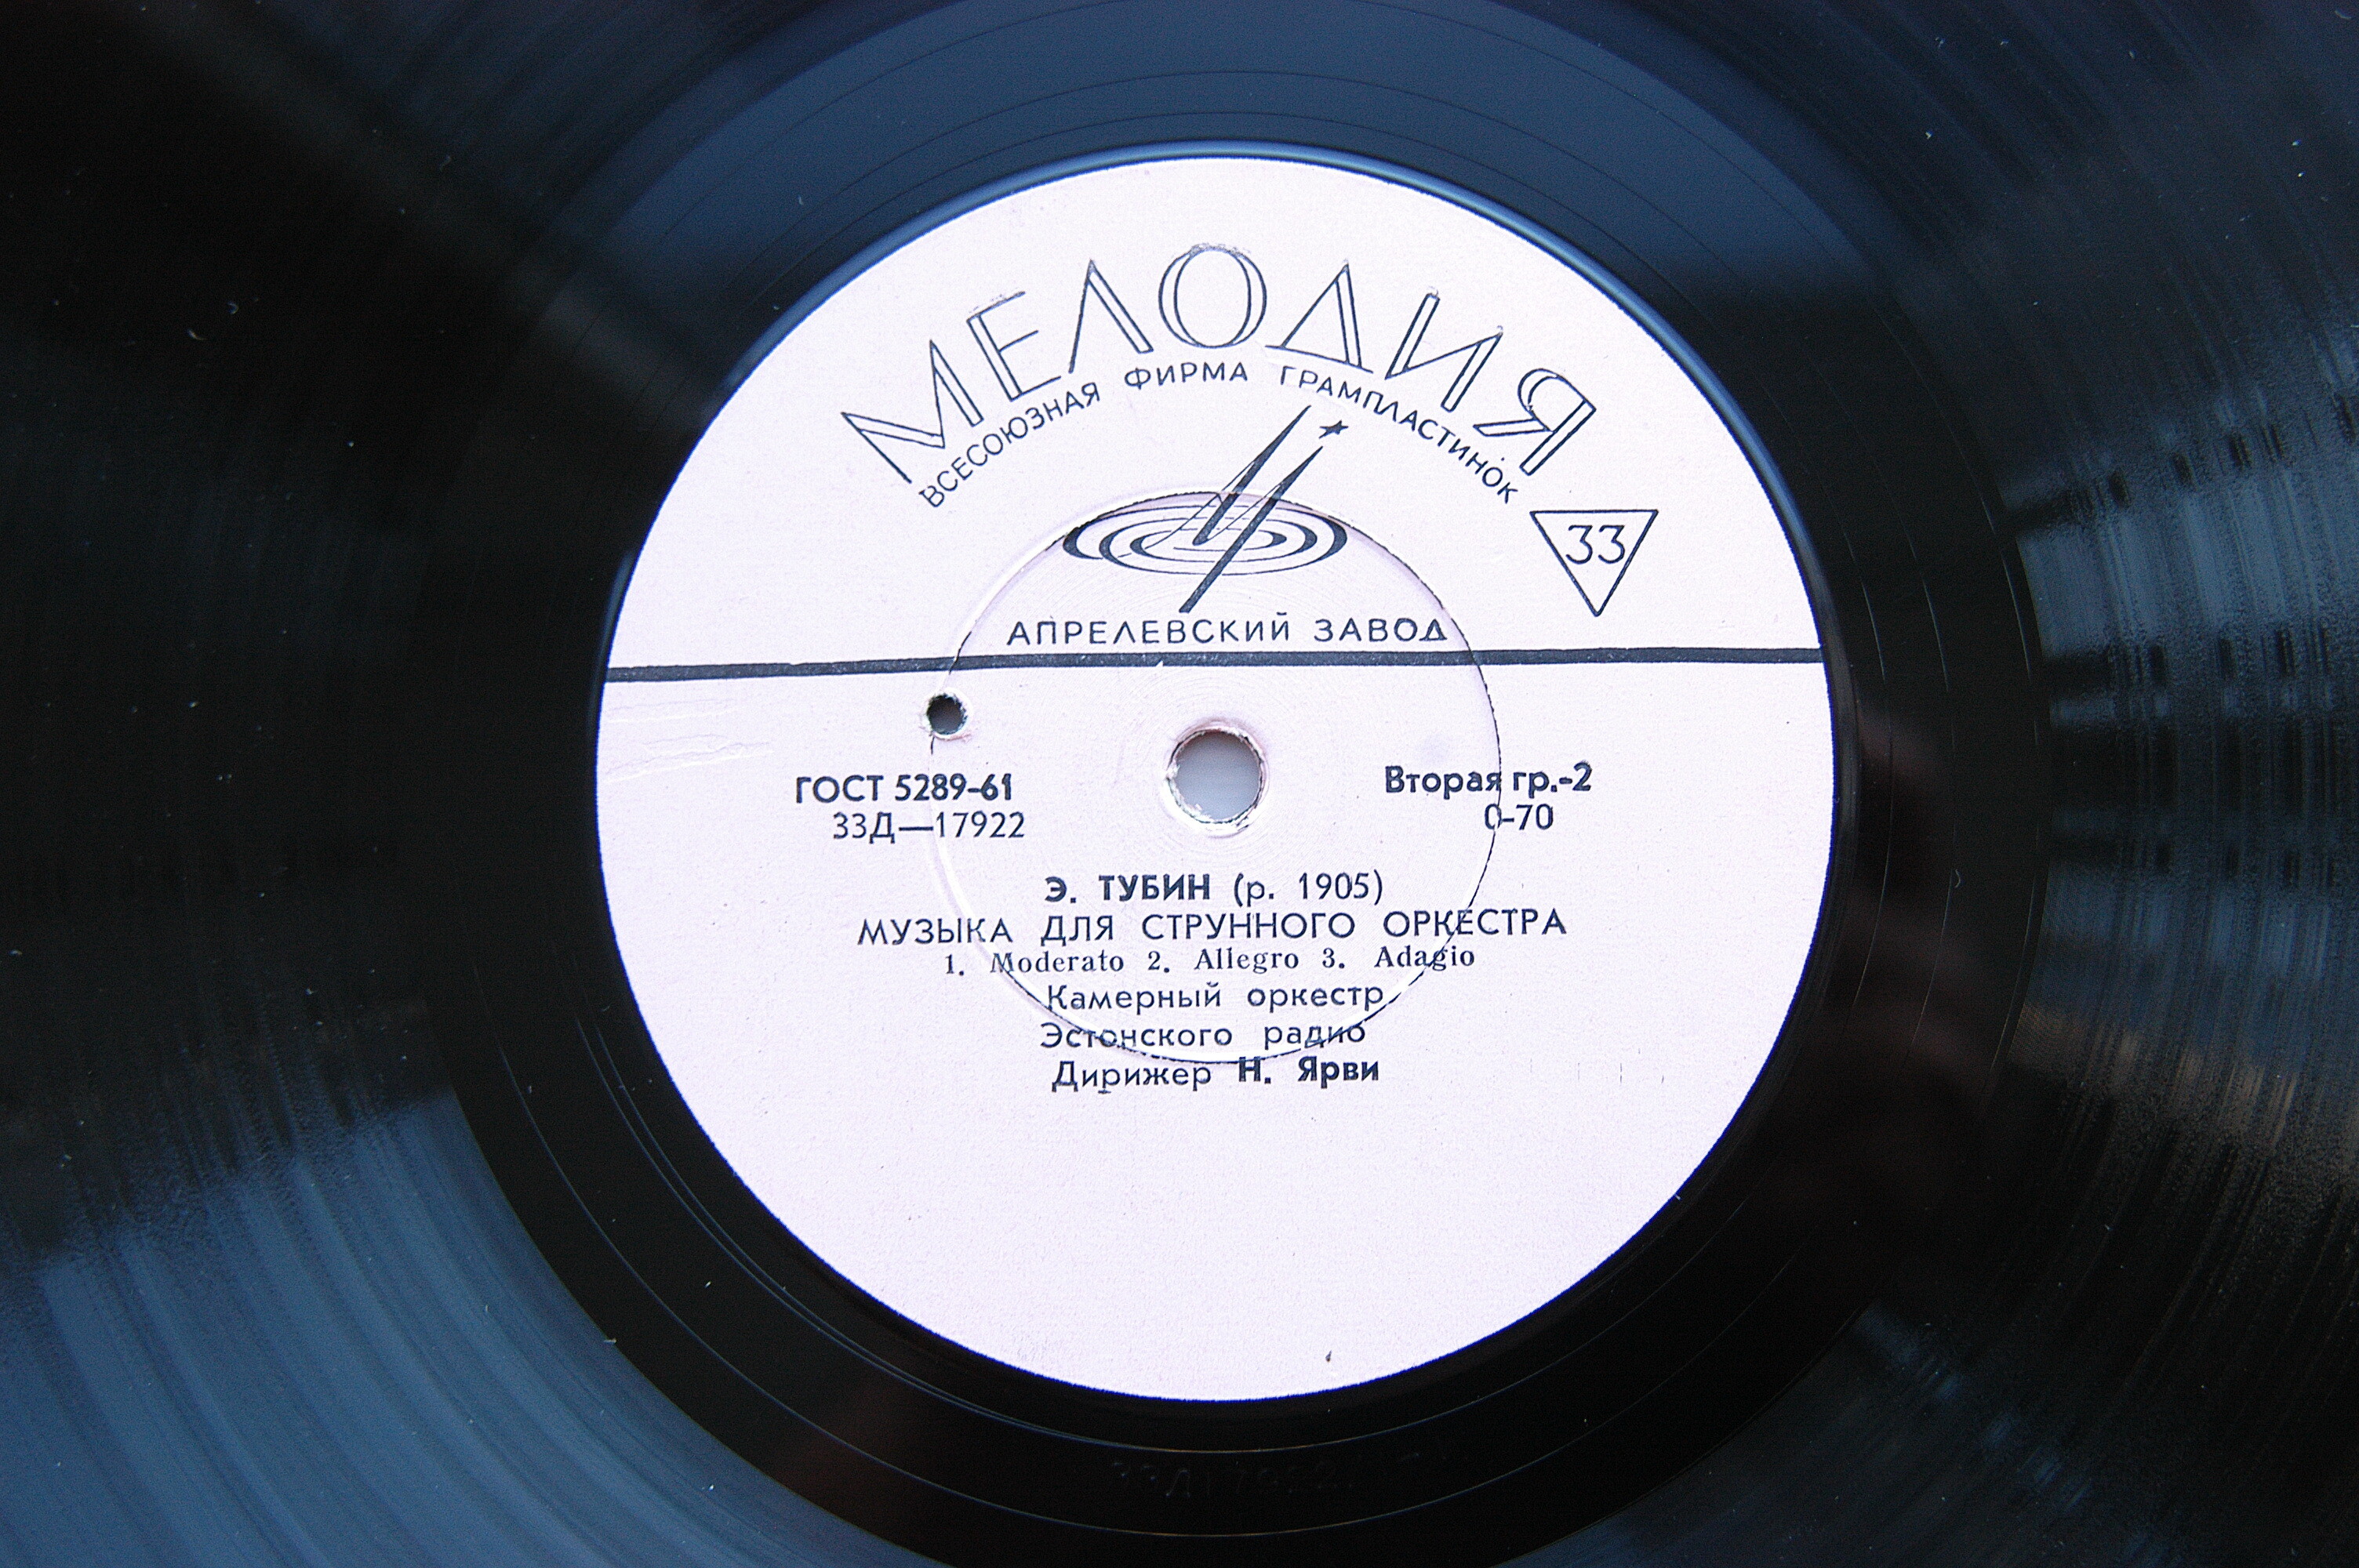 МЕЛОДИЯ
ВСЕСОЮЗНАЯ ФИРМА ГРАМПЛАСТИНОК
33
АПРЕЛЕВСКИЙ ЗАВОД
ГОСТ 5289-61
Вторая гр.-2
33Д—17922
0-70
Э. ТУБИН (р. 1905)
МУЗЫКА ДЛЯ СТРУННОГО ОРКЕСТРА
1. Moderato 2. Allegro 3. Adagio
Камерный оркестр
Эстонского радио
Дирижер Н. Ярви